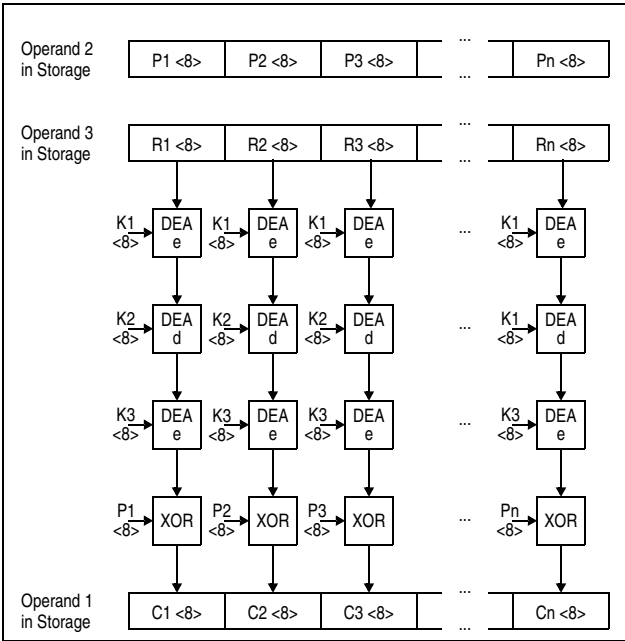 ...
Operand 2 P1 <8> P2 <8> P3 <8> Pn <8>
in Storage
...
...
Operand 3 R1 <8> R2 <8> R3 <8> Rn <8>
in Storage
...
K1 DEA K1 DEA K1 DEA ... K1 DEA
<8> e <8> e <8> e <8> e
K2 DEA K2 DEA K2 DEA ... K1 DEA
<8> d <8> d <8> d <8> d
K3 DEA K3 DEA K3 DEA ... K3 DEA
<8> e <8> e <8> e <8> e
P1 XOR P2 XOR P3 XOR ... Pn XOR
<8> <8> <8> <8>
...
Operand 1 C1 <8> C2 <8> C3 <8> Cn <8>
in Storage
...